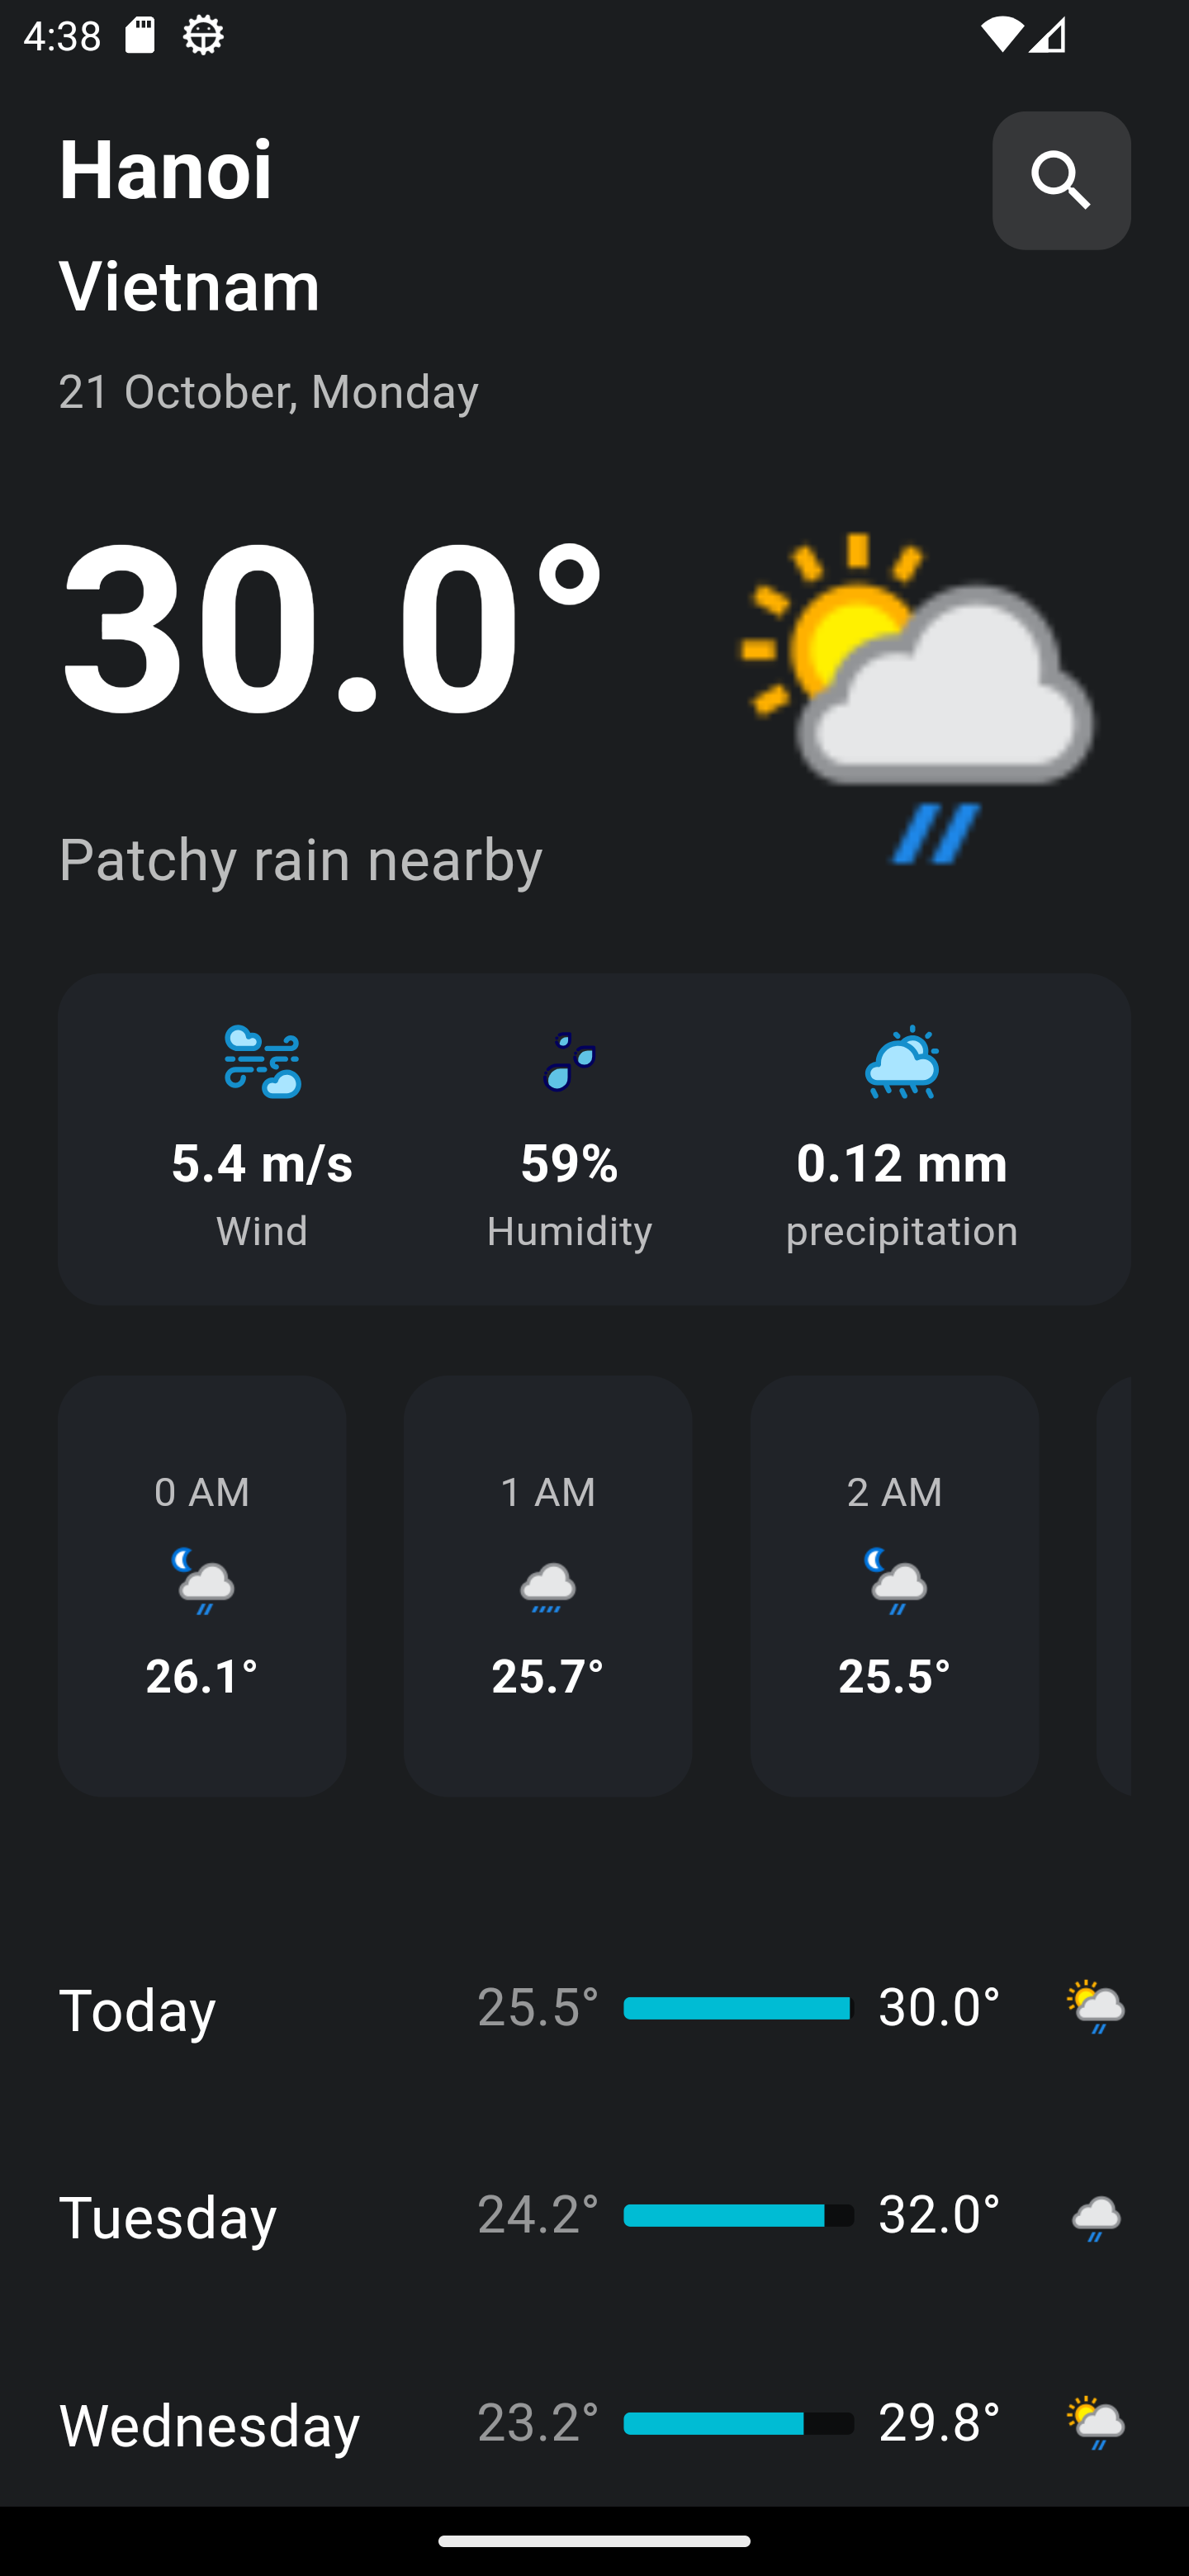 4:38
Hanoi
Vietnam
21 October, Monday
30.0°
Patchy rain nearby
5.4 m/s
Wind
59%
Humidity
0.12 mm
precipitation
0 AM
26.1°
1 AM
25.7°
2 AM
25.5°
Today 25.5° 30.0°
Tuesday 24.2° 32.0°
Wednesday 23.2° 29.8°